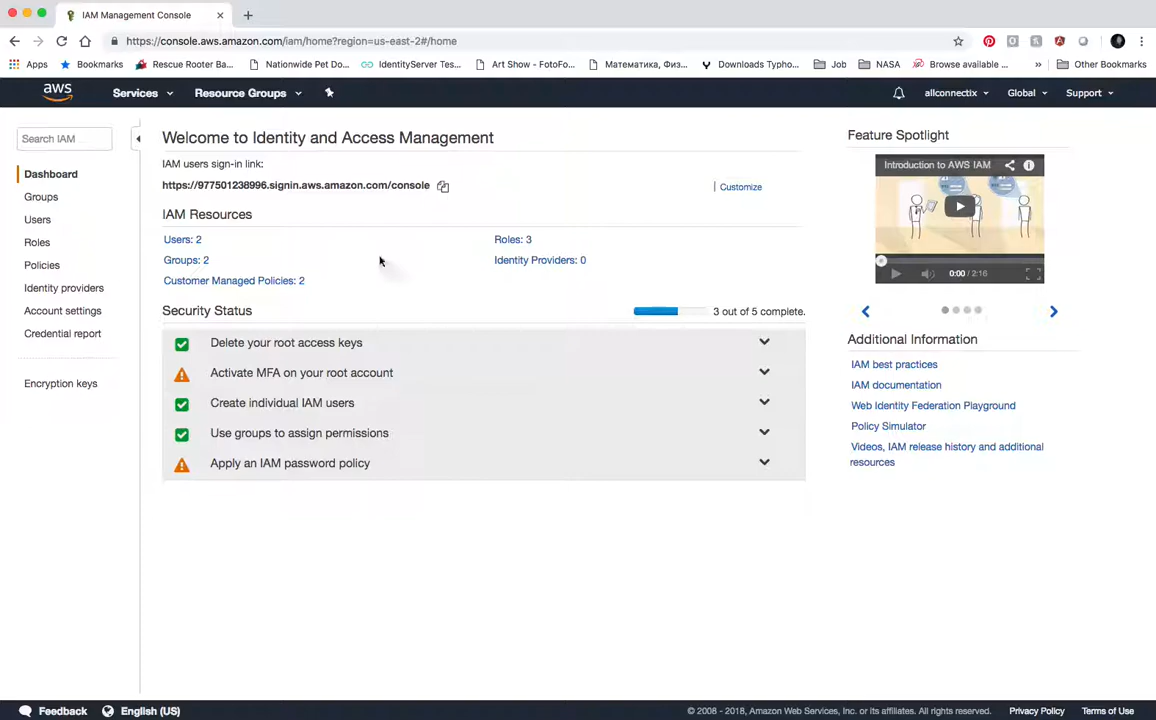 IAM Management Console
https://console.aws.amazon.com/iam/home?region=us-east-2#/home
Apps Bookmarks Rescue Rooter Ba... Nationwide Pet Do... IdentityServer Tes... Art Show - FotoFo... Математика, Физ... Downloads Typho... Job NASA Browse available ... » Other Bookmarks
aws Services Resource Groups allconnectix Global Support
Search IAM
Dashboard
Groups
Users
Roles
Policies
Identity providers
Account settings
Credential report
Encryption keys
Welcome to Identity and Access Management
IAM users sign-in link:
https://977501238996.signin.aws.amazon.com/console
Customize
IAM Resources
Users: 2
Roles: 3
Groups: 2
Identity Providers: 0
Customer Managed Policies: 2
Security Status
3 out of 5 complete.
Delete your root access keys
Activate MFA on your root account
Create individual IAM users
Use groups to assign permissions
Apply an IAM password policy
Feature Spotlight
Introduction to AWS IAM
0:00 / 2:16
Additional Information
IAM best practices
IAM documentation
Web Identity Federation Playground
Policy Simulator
Videos, IAM release history and additional
resources
Feedback English (US) © 2008 - 2018, Amazon Web Services, Inc. or its affiliates. All rights reserved. Privacy Policy Terms of Use